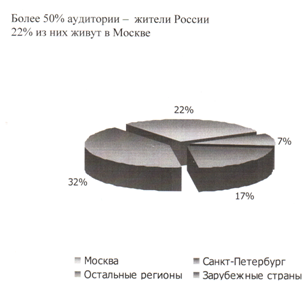 Более 50% аудитории – жители России
22% из них живут в Москве
22%
7%
32%
17%
Москва
Санкт-Петербург
Остальные регионы
Зарубежные страны